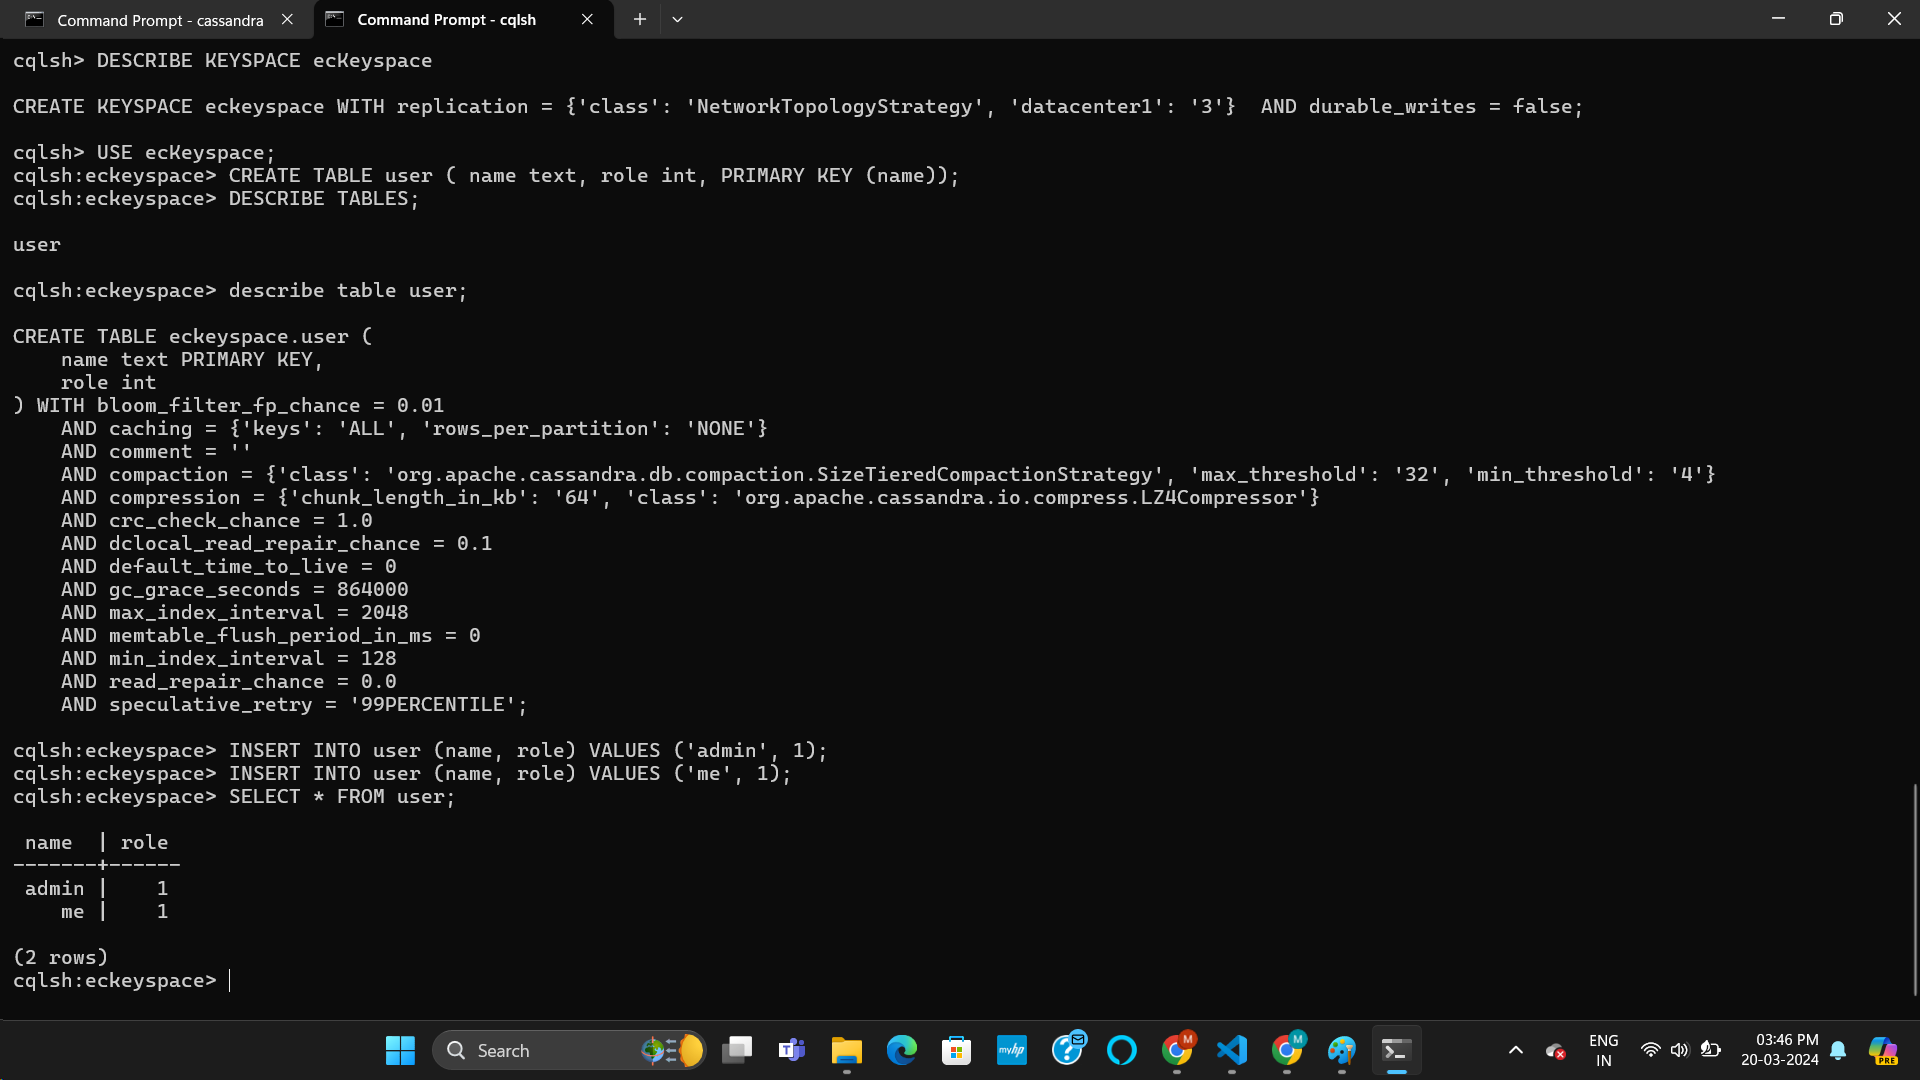 Command Prompt - cassandra
Command Prompt - cqlsh
cqlsh> DESCRIBE KEYSPACE ecKeyspace
CREATE KEYSPACE eckeyspace WITH replication = {'class': 'NetworkTopologyStrategy', 'datacenter1': '3'}  AND durable_writes = false;
cqlsh> USE ecKeyspace;
cqlsh:eckeyspace> CREATE TABLE user ( name text, role int, PRIMARY KEY (name));
cqlsh:eckeyspace> DESCRIBE TABLES;
user
cqlsh:eckeyspace> describe table user;
CREATE TABLE eckeyspace.user (
    name text PRIMARY KEY,
    role int
) WITH bloom_filter_fp_chance = 0.01
    AND caching = {'keys': 'ALL', 'rows_per_partition': 'NONE'}
    AND comment = ''
    AND compaction = {'class': 'org.apache.cassandra.db.compaction.SizeTieredCompactionStrategy', 'max_threshold': '32', 'min_threshold': '4'}
    AND compression = {'chunk_length_in_kb': '64', 'class': 'org.apache.cassandra.io.compress.LZ4Compressor'}
    AND crc_check_chance = 1.0
    AND dclocal_read_repair_chance = 0.1
    AND default_time_to_live = 0
    AND gc_grace_seconds = 864000
    AND max_index_interval = 2048
    AND memtable_flush_period_in_ms = 0
    AND min_index_interval = 128
    AND read_repair_chance = 0.0
    AND speculative_retry = '99PERCENTILE';
cqlsh:eckeyspace> INSERT INTO user (name, role) VALUES ('admin', 1);
cqlsh:eckeyspace> INSERT INTO user (name, role) VALUES ('me', 1);
cqlsh:eckeyspace> SELECT * FROM user;
 name  | role
-------+------
 admin |    1
    me |    1
(2 rows)
cqlsh:eckeyspace>
Search
myhp
M
M
ENG
IN
03:46 PM
20-03-2024
PRE